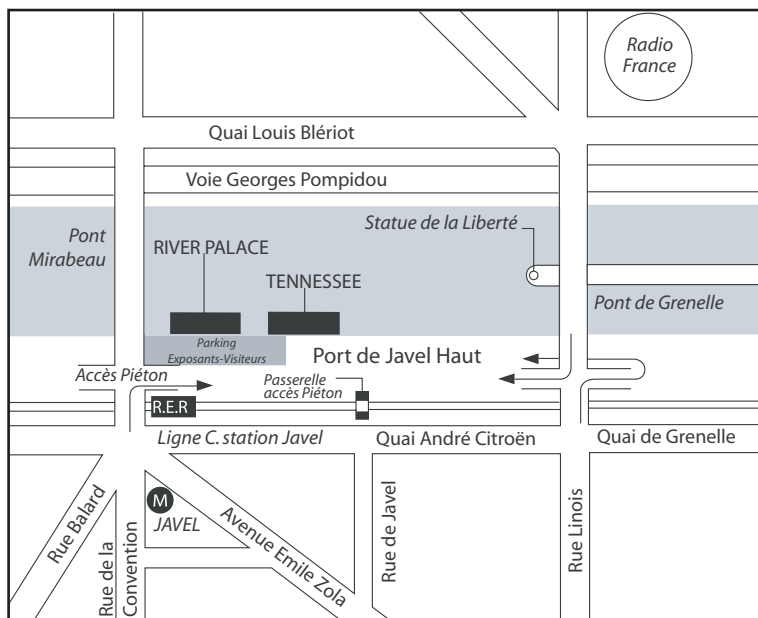 Radio
France
Quai Louis Blériot
Voie Georges Pompidou
Pont
Mirabeau
Statue de la Liberté
RIVER PALACE
TENNESSEE
Pont de Grenelle
Parking
Exposants-Visiteurs
Port de Javel Haut
Accès Piéton
Passerelle
accès Piéton
R.E.R
Ligne C. station Javel
Quai André Citroën
Quai de Grenelle
M
JAVEL
Rue Balard
Rue de la
Convention
Avenue Emile Zola
Rue de Javel
Rue Linois